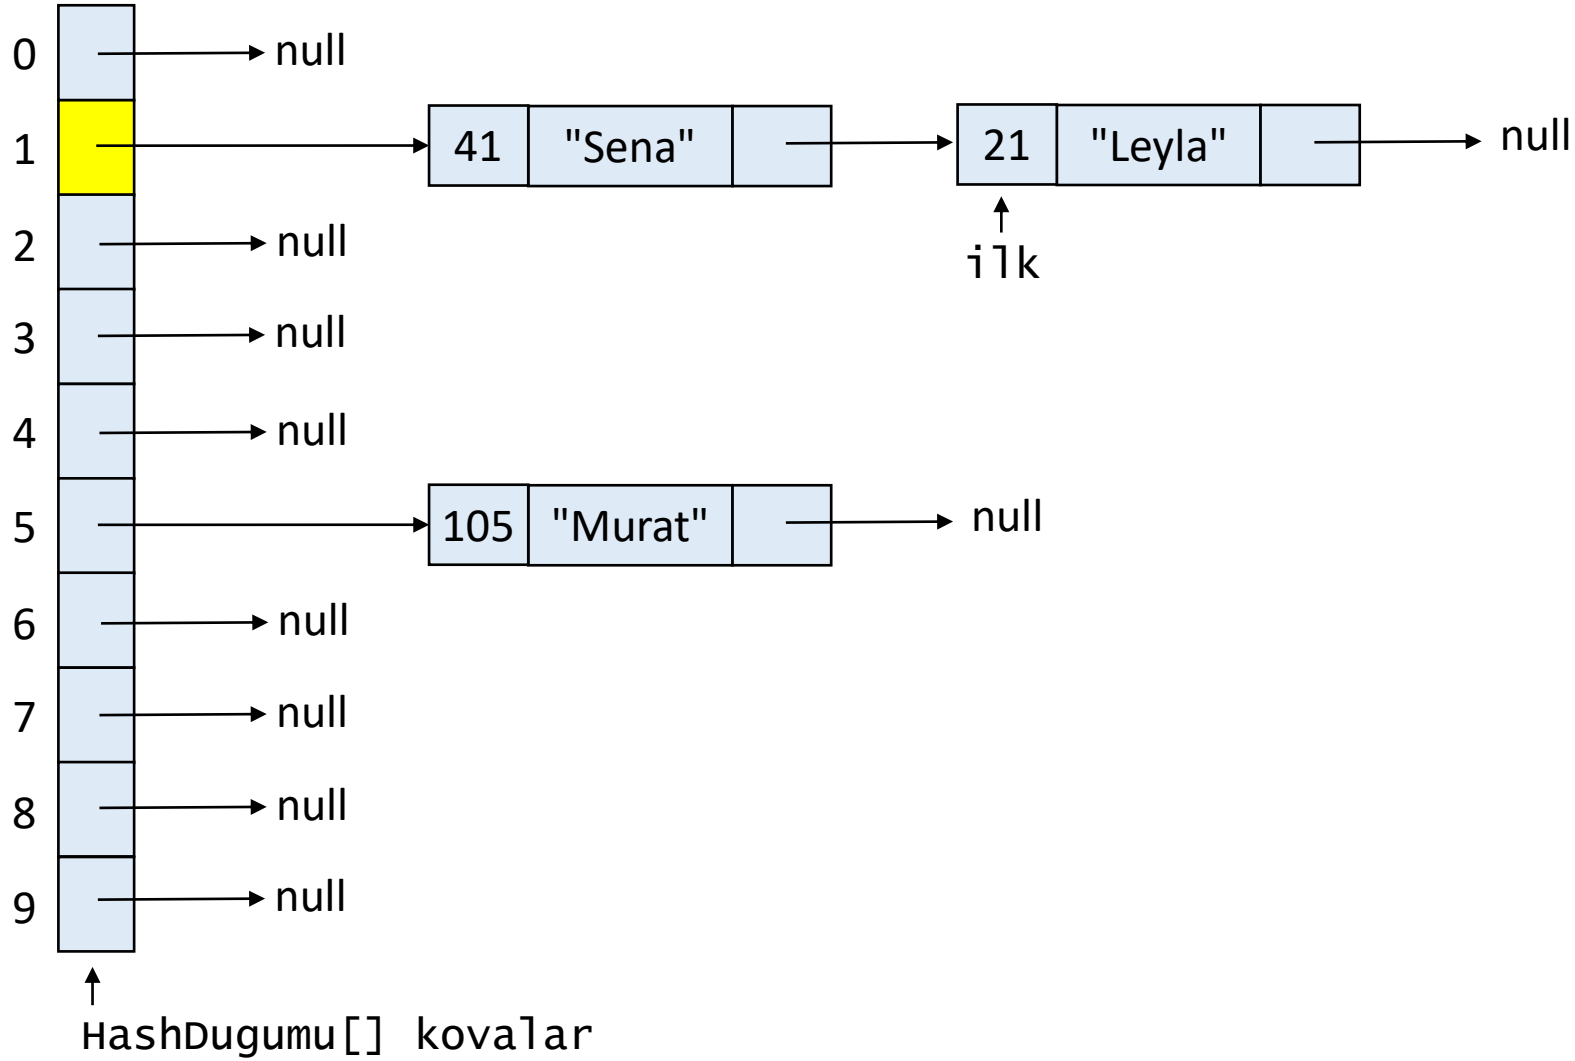 0 null
1 41 "Sena" 21 "Leyla" null
ilk
2 null
3 null
4 null
5 105 "Murat" null
6 null
7 null
8 null
9 null
HashDugumu[] kovalar